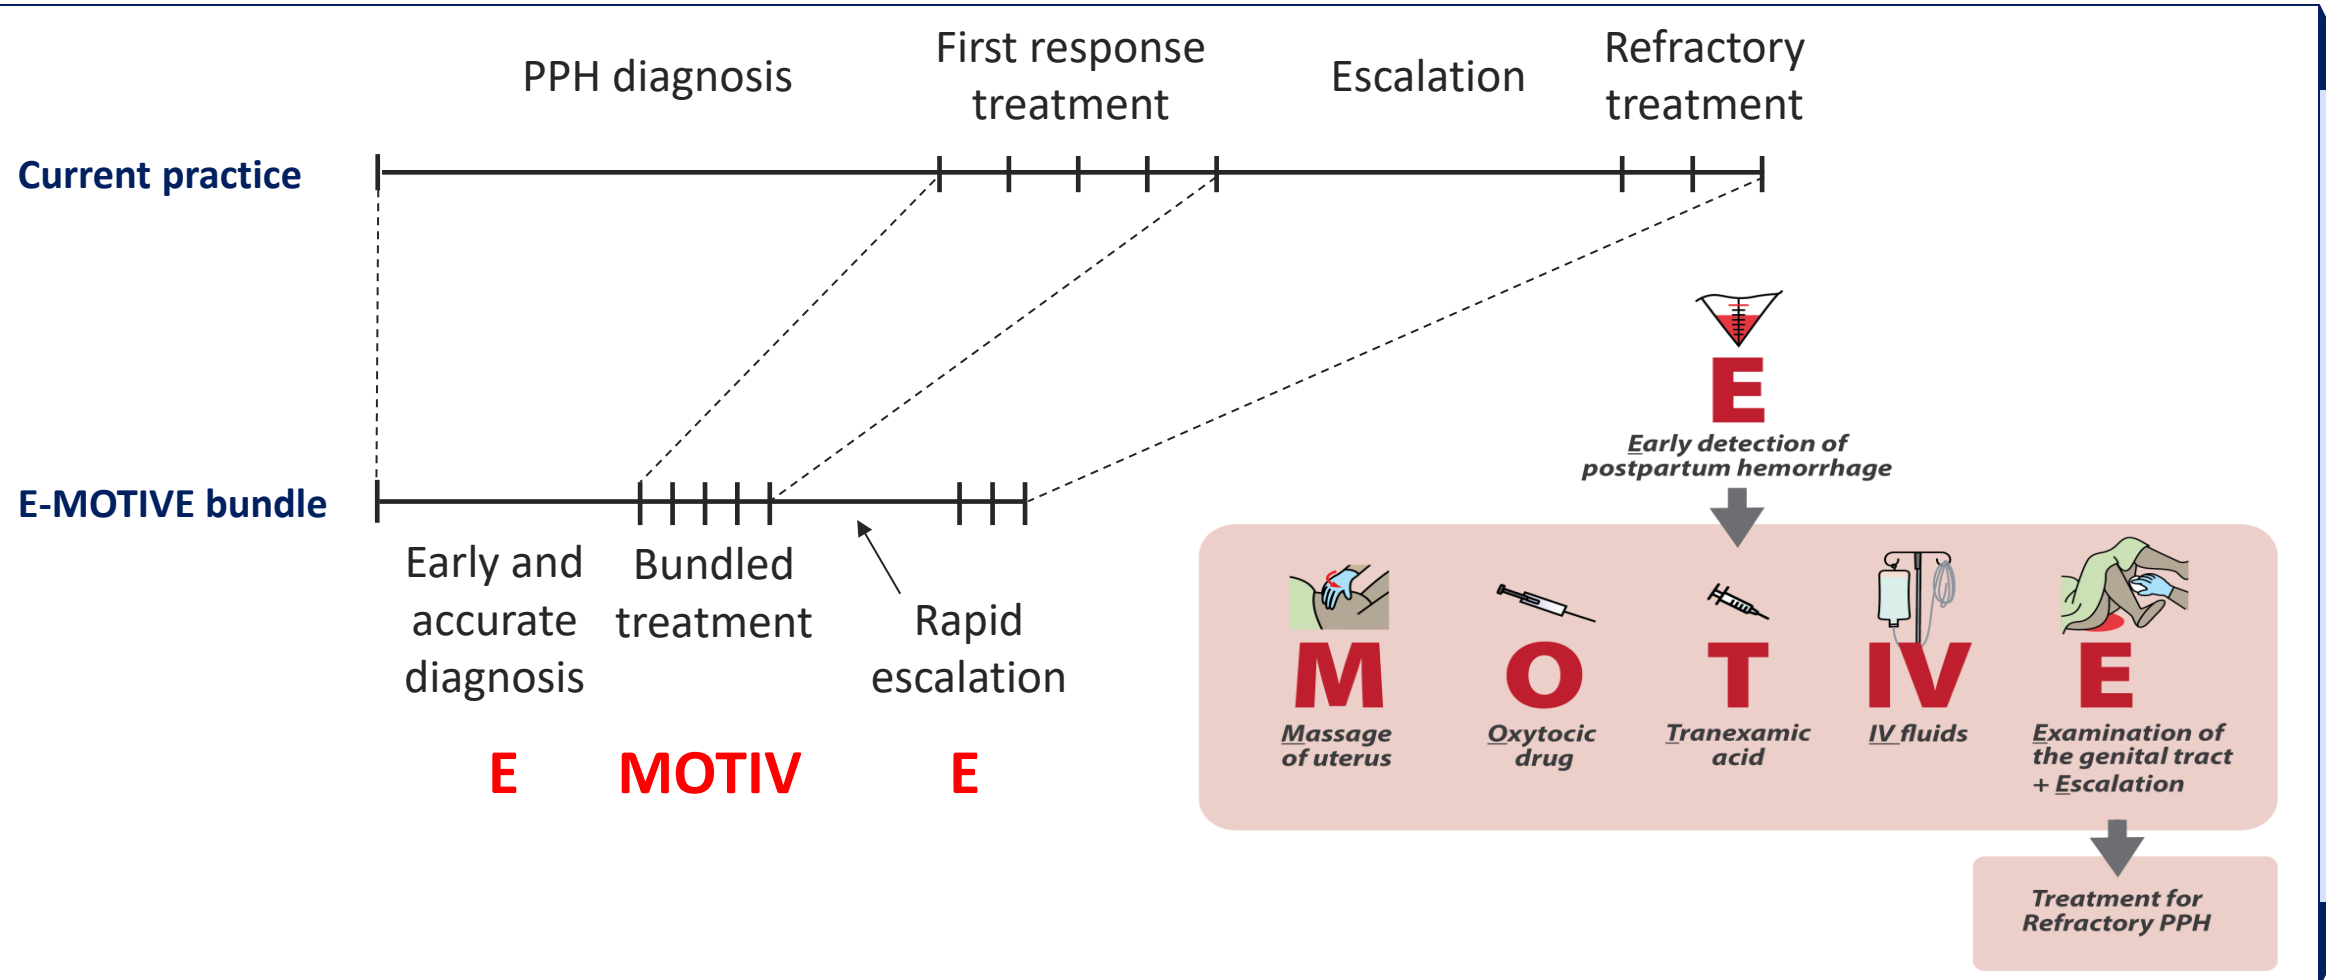 PPH diagnosis
First response
treatment
Escalation
Refractory
treatment
Current practice
E-MOTIVE bundle
Early and
accurate
diagnosis
Bundled
treatment
Rapid
escalation
E
MOTIV
E
E
Early detection of
postpartum hemorrhage
M
Massage
of uterus
O
Oxytocic
drug
T
Tranexamic
acid
IV
IV fluids
E
Examination of
the genital tract
+ Escalation
Treatment for
Refractory PPH